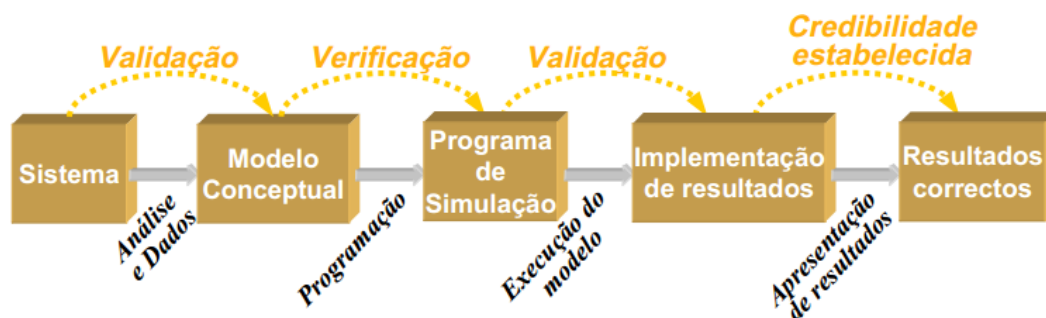 Validação
Verificação
Validação
Credibilidade
estabelecida
Sistema
Modelo
Conceptual
Programa
de
Simulação
Implementação
de resultados
Resultados
correctos
Análise
e Dados
Programação
Execução do
modelo
Apresentação
de resultados